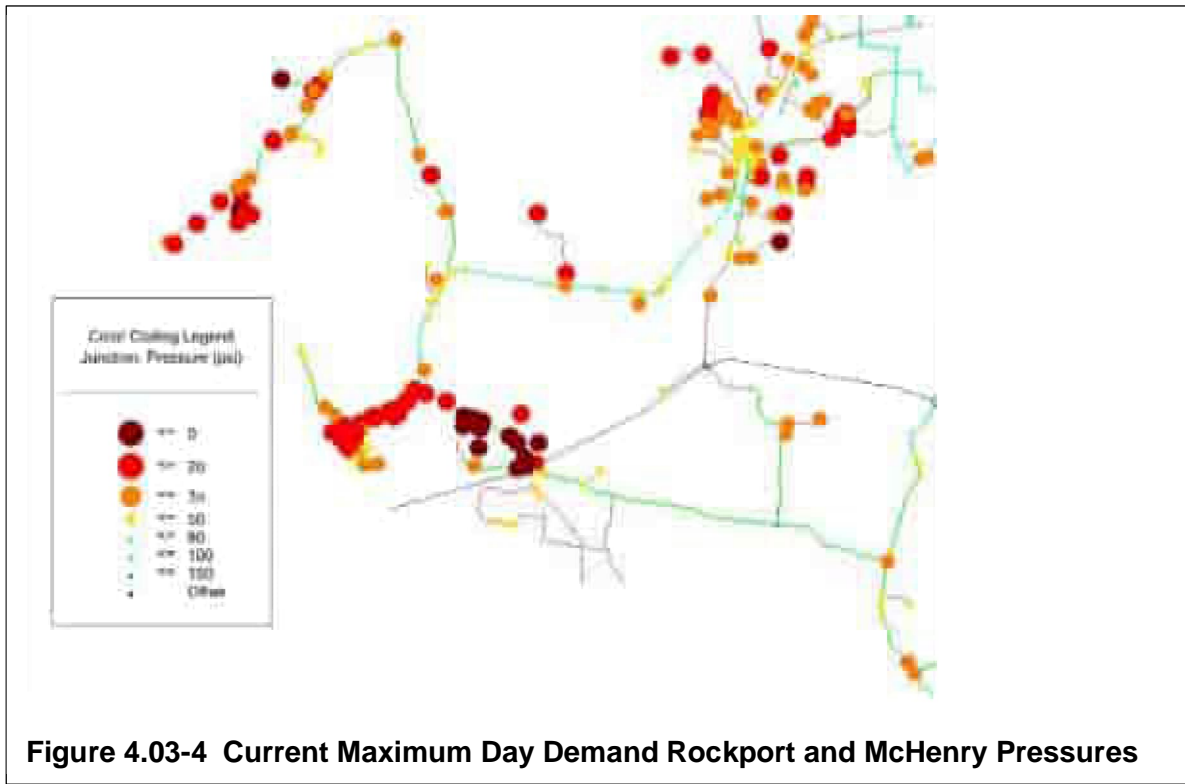 Color Coding Legend
Junction: Pressure (psi)
<= 0
<= 20
<=
<= 50
<= 80
<= 100
<= 150
Other
Figure 4.03-4 Current Maximum Day Demand Rockport and McHenry Pressures